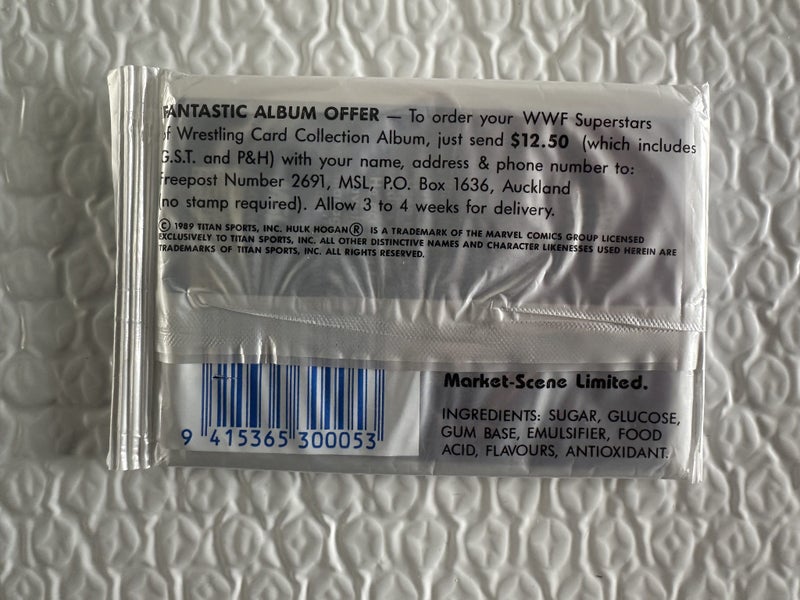 FANTASTIC ALBUM OFFER — To order your WWF Superstars
of Wrestling Card Collection Album, just send $12.50 (which includes
G.S.T. and P&H) with your name, address & phone number to:
Freepost Number 2691, MSL, P.O. Box 1636, Auckland
(no stamp required). Allow 3 to 4 weeks for delivery.
© 1989 TITAN SPORTS, INC. HULK HOGAN® IS A TRADEMARK OF THE MARVEL COMICS GROUP LICENSED
EXCLUSIVELY TO TITAN SPORTS, INC. ALL OTHER DISTINCTIVE NAMES AND CHARACTER LIKENESSES USED HEREIN ARE
TRADEMARKS OF TITAN SPORTS, INC. ALL RIGHTS RESERVED.
Market-Scene Limited.
INGREDIENTS: SUGAR, GLUCOSE,
GUM BASE, EMULSIFIER, FOOD
ACID, FLAVOURS, ANTIOXIDANT.
9 415365 300053